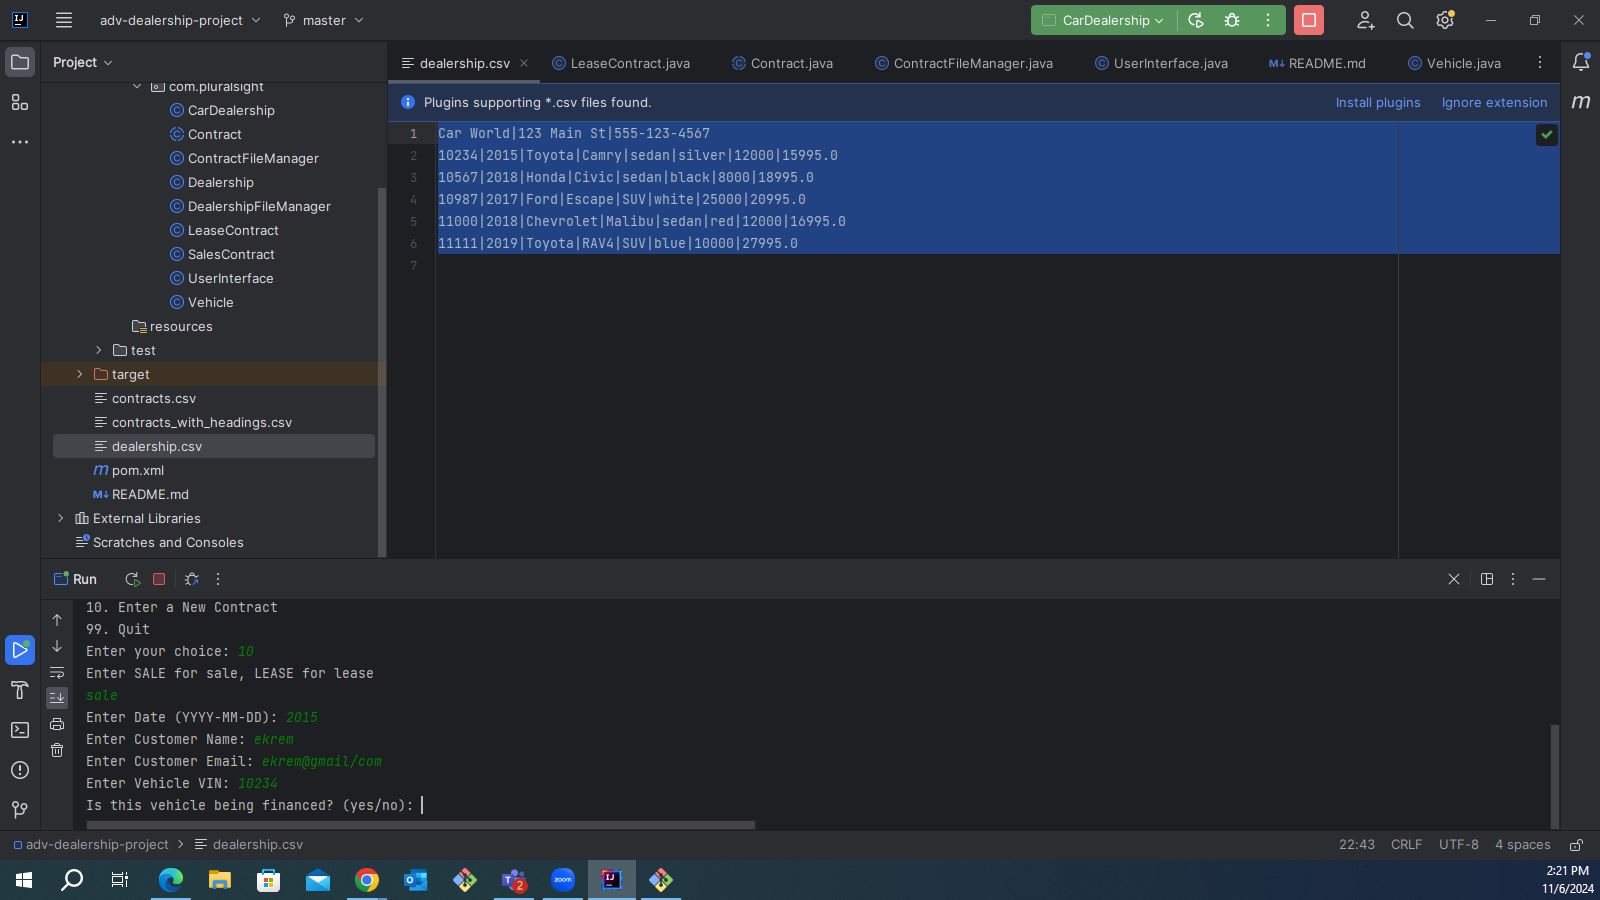 adv-dealership-project
master
CarDealership
Project
dealership.csv
LeaseContract.java
Contract.java
ContractFileManager.java
UserInterface.java
M↓ README.md
Vehicle.java
com.pluralsight
CarDealership
Contract
ContractFileManager
Dealership
DealershipFileManager
LeaseContract
SalesContract
UserInterface
Vehicle
resources
test
target
contracts.csv
contracts_with_headings.csv
dealership.csv
pom.xml
M↓ README.md
External Libraries
Scratches and Consoles
Plugins supporting *.csv files found.
Install plugins
Ignore extension
1 Car World|123 Main St|555-123-4567
2 10234|2015|Toyota|Camry|sedan|silver|12000|15995.0
3 10567|2018|Honda|Civic|sedan|black|8000|18995.0
4 10987|2017|Ford|Escape|SUV|white|25000|20995.0
5 11000|2018|Chevrolet|Malibu|sedan|red|12000|16995.0
6 11111|2019|Toyota|RAV4|SUV|blue|10000|27995.0
7
Run
10. Enter a New Contract
99. Quit
Enter your choice: 10
Enter SALE for sale, LEASE for lease
sale
Enter Date (YYYY-MM-DD): 2015
Enter Customer Name: ekrem
Enter Customer Email: ekrem@gmail/com
Enter Vehicle VIN: 10234
Is this vehicle being financed? (yes/no):
adv-dealership-project > dealership.csv
22:43 CRLF UTF-8 4 spaces
zoom
2
2:21 PM
11/6/2024